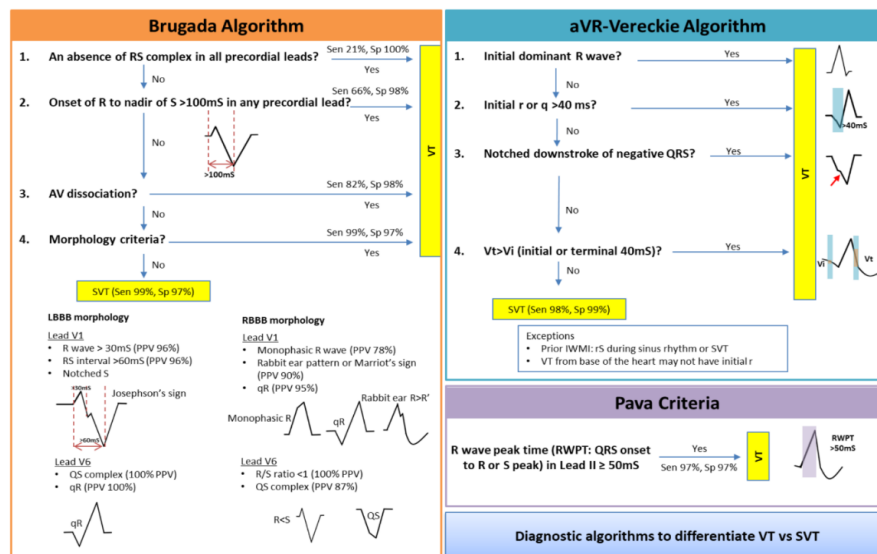 Brugada Algorithm
1. An absence of RS complex in all precordial leads?
Sen 21%, Sp 100%
Yes
No
Sen 66%, Sp 98%
2. Onset of R to nadir of S >100mS in any precordial lead?
Yes
No
>100mS
VT
3. AV dissociation?
Sen 82%, Sp 98%
Yes
No
4. Morphology criteria?
Sen 99%, Sp 97%
Yes
No
SVT (Sen 99%, Sp 97%)
LBBB morphology
Lead V1
• R wave > 30mS (PPV 96%)
• RS interval >60mS (PPV 96%)
• Notched S
>30mS
Josephson's sign
>60mS
Lead V6
• QS complex (100% PPV)
• qR (PPV 100%)
qR
RBBB morphology
Lead V1
• Monophasic R wave (PPV 78%)
• Rabbit ear pattern or Marriot's sign
(PPV 90%)
• qR (PPV 95%)
Rabbit ear R>R'
Monophasic R
qR
Lead V6
• R/S ratio <1 (100% PPV)
• QS complex (PPV 87%)
R<S
QS
aVR-Vereckie Algorithm
1. Initial dominant R wave?
Yes
No
2. Initial r or q >40 ms?
Yes
>40mS
No
3. Notched downstroke of negative QRS?
Yes
VT
No
4. Vt>Vi (initial or terminal 40mS)?
Yes
Vi
Vt
No
SVT (Sen 98%, Sp 99%)
Exceptions
• Prior IWMI: rS during sinus rhythm or SVT
• VT from base of the heart may not have initial r
Pava Criteria
R wave peak time (RWPT: QRS onset
to R or S peak) in Lead II ≥ 50mS
Yes
Sen 97%, Sp 97%
VT
RWPT
>50mS
Diagnostic algorithms to differentiate VT vs SVT